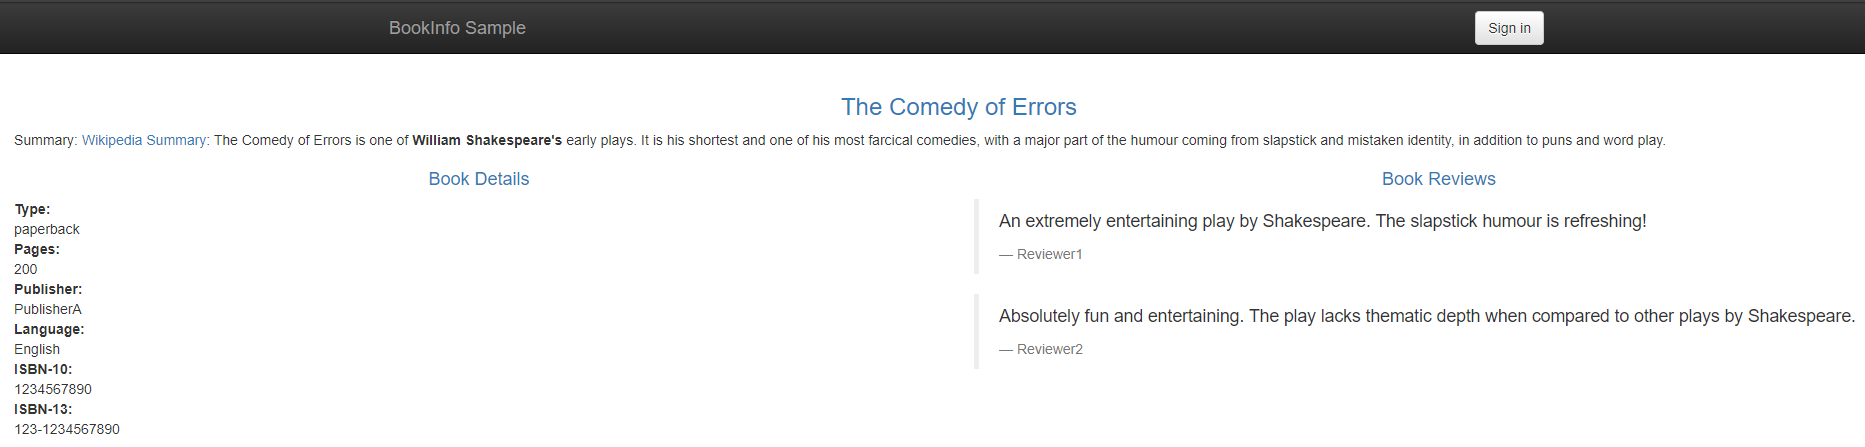 BookInfo Sample
Sign in
The Comedy of Errors
Summary: Wikipedia Summary: The Comedy of Errors is one of William Shakespeare's early plays. It is his shortest and one of his most farcical comedies, with a major part of the humour coming from slapstick and mistaken identity, in addition to puns and word play.
Book Details
Type:
paperback
Pages:
200
Publisher:
PublisherA
Language:
English
ISBN-10:
1234567890
ISBN-13:
123-1234567890
Book Reviews
An extremely entertaining play by Shakespeare. The slapstick humour is refreshing!
— Reviewer1
Absolutely fun and entertaining. The play lacks thematic depth when compared to other plays by Shakespeare.
— Reviewer2